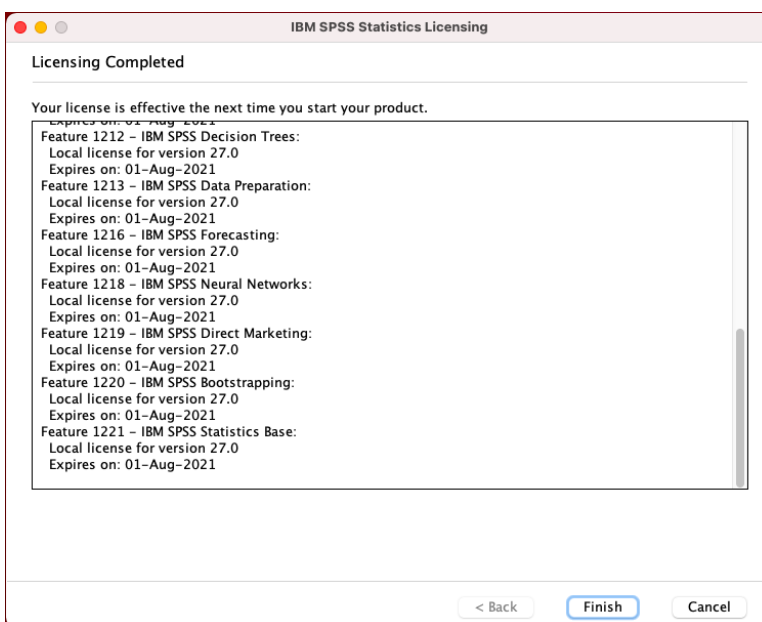 IBM SPSS Statistics Licensing
Licensing Completed
Your license is effective the next time you start your product.
Expires on: 01-Aug-2021
Feature 1212 – IBM SPSS Decision Trees:
Local license for version 27.0
Expires on: 01-Aug-2021
Feature 1213 – IBM SPSS Data Preparation:
Local license for version 27.0
Expires on: 01-Aug-2021
Feature 1216 – IBM SPSS Forecasting:
Local license for version 27.0
Expires on: 01-Aug-2021
Feature 1218 – IBM SPSS Neural Networks:
Local license for version 27.0
Expires on: 01-Aug-2021
Feature 1219 – IBM SPSS Direct Marketing:
Local license for version 27.0
Expires on: 01-Aug-2021
Feature 1220 – IBM SPSS Bootstrapping:
Local license for version 27.0
Expires on: 01-Aug-2021
Feature 1221 – IBM SPSS Statistics Base:
Local license for version 27.0
Expires on: 01-Aug-2021
< Back Finish Cancel